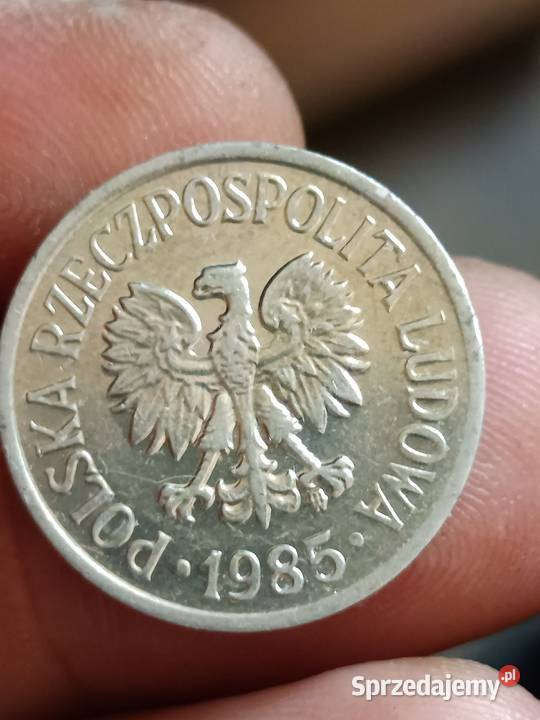 POLSKA RZECZPOSPOLITA LUDOWA
· 1985 ·
Sprzedajemy.pl